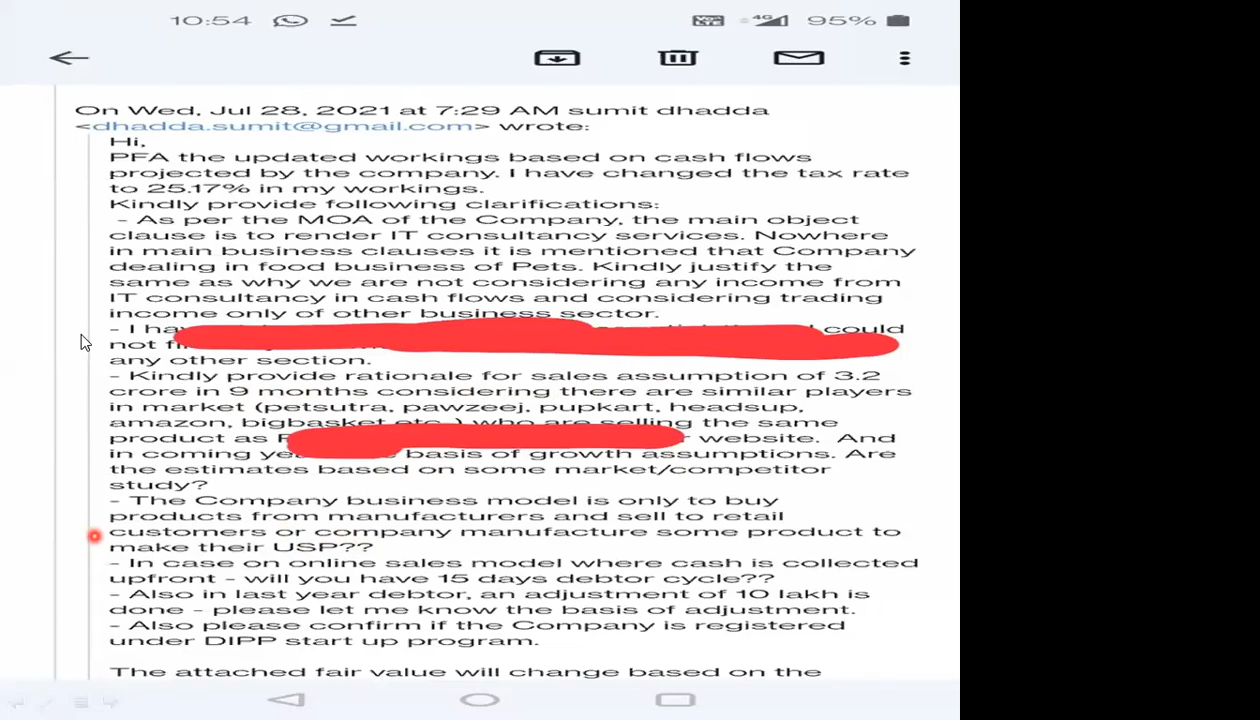 10:54 VoLTE 4G 95%
On Wed, Jul 28, 2021 at 7:29 AM sumit dhadda
<dhadda.sumit@gmail.com> wrote:
Hi,
PFA the updated workings based on cash flows
projected by the company. I have changed the tax rate
to 25.17% in my workings.
Kindly provide following clarifications:
- As per the MOA of the Company, the main object
clause is to render IT consultancy services. Nowhere
in main business clauses it is mentioned that Company
dealing in food business of Pets. Kindly justify the
same as why we are not considering any income from
IT consultancy in cash flows and considering trading
income only of other business sector.
- I could
not
any other section.
- Kindly provide rationale for sales assumption of 3.2
crore in 9 months considering there are similar players
in market (petsutra, pawzeej, pupkart, headsup,
amazon, bigbasket etc.) who are selling the same
product as website. And
in coming basis of growth assumptions. Are
the estimates based on some market/competitor
study?
- The Company business model is only to buy
products from manufacturers and sell to retail
customers or company manufacture some product to
make their USP??
- In case on online sales model where cash is collected
upfront - will you have 15 days debtor cycle??
- Also in last year debtor, an adjustment of 10 lakh is
done - please let me know the basis of adjustment.
- Also please confirm if the Company is registered
under DIPP start up program.
The attached fair value will change based on the